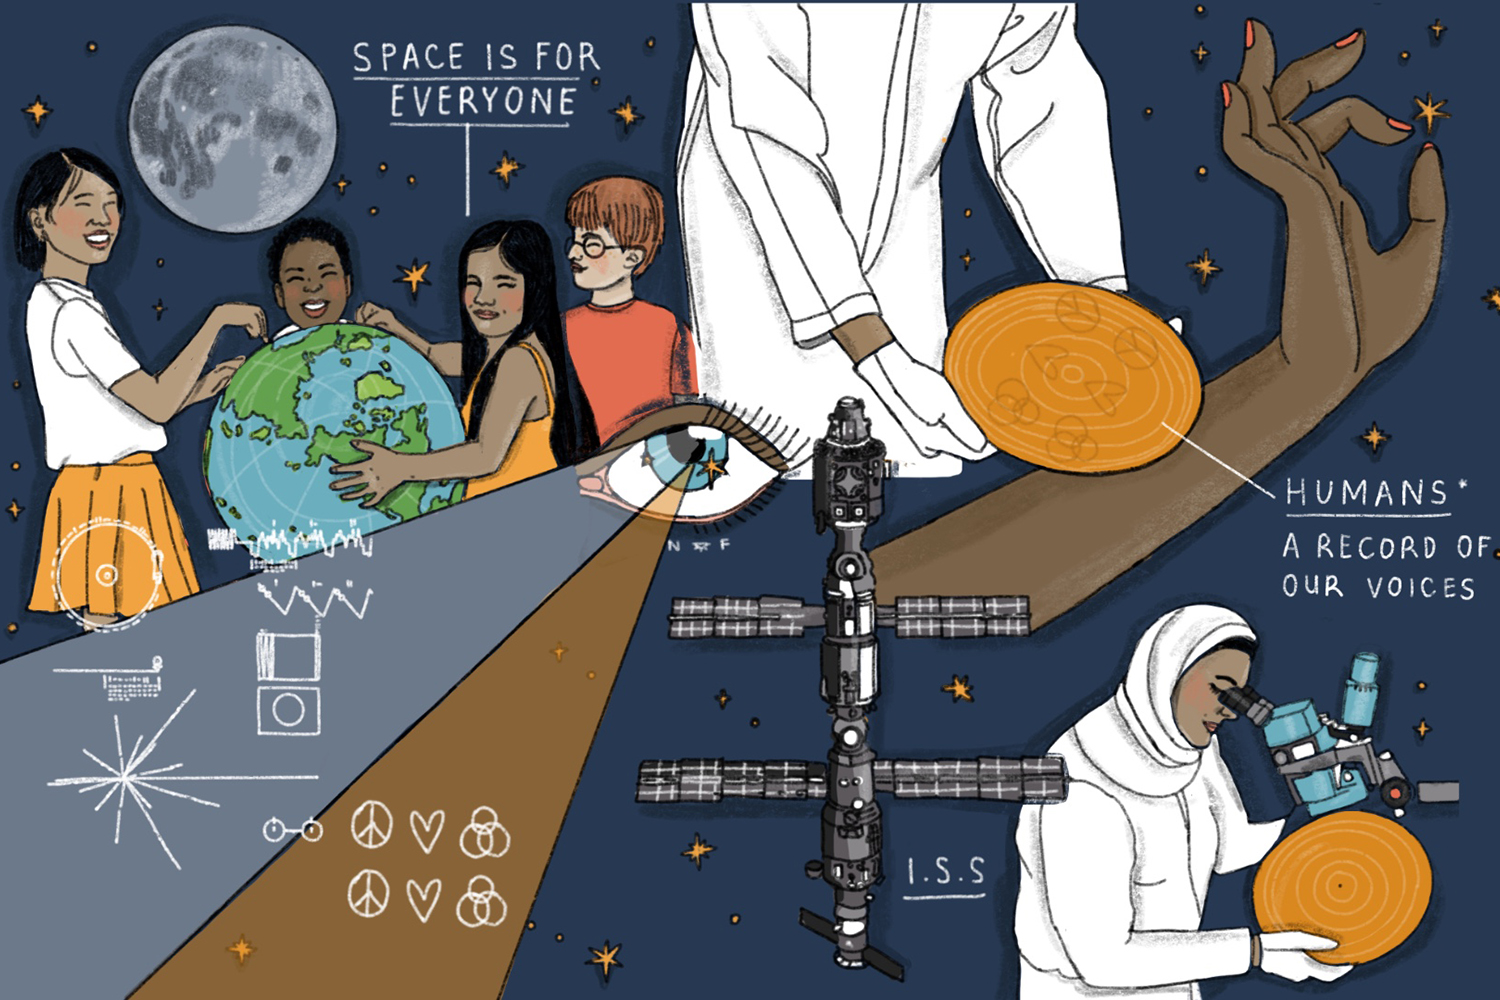 SPACE IS FOR
EVERYONE
HUMANS*
A RECORD OF
OUR VOICES
I.S.S